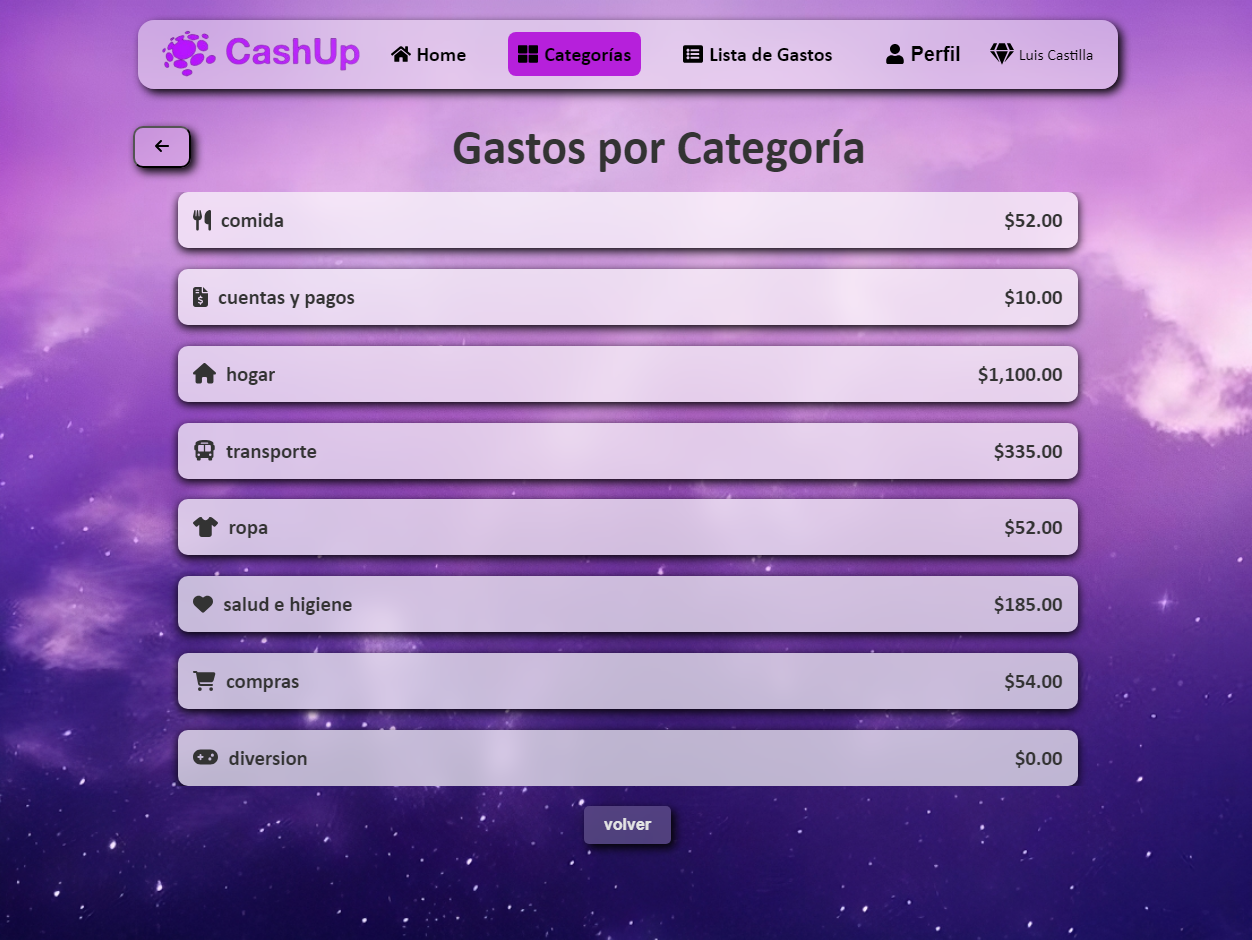 CashUp Home Categorías Lista de Gastos Perfil Luis Castilla
Gastos por Categoría
comida $52.00
cuentas y pagos $10.00
hogar $1,100.00
transporte $335.00
ropa $52.00
salud e higiene $185.00
compras $54.00
diversion $0.00
volver